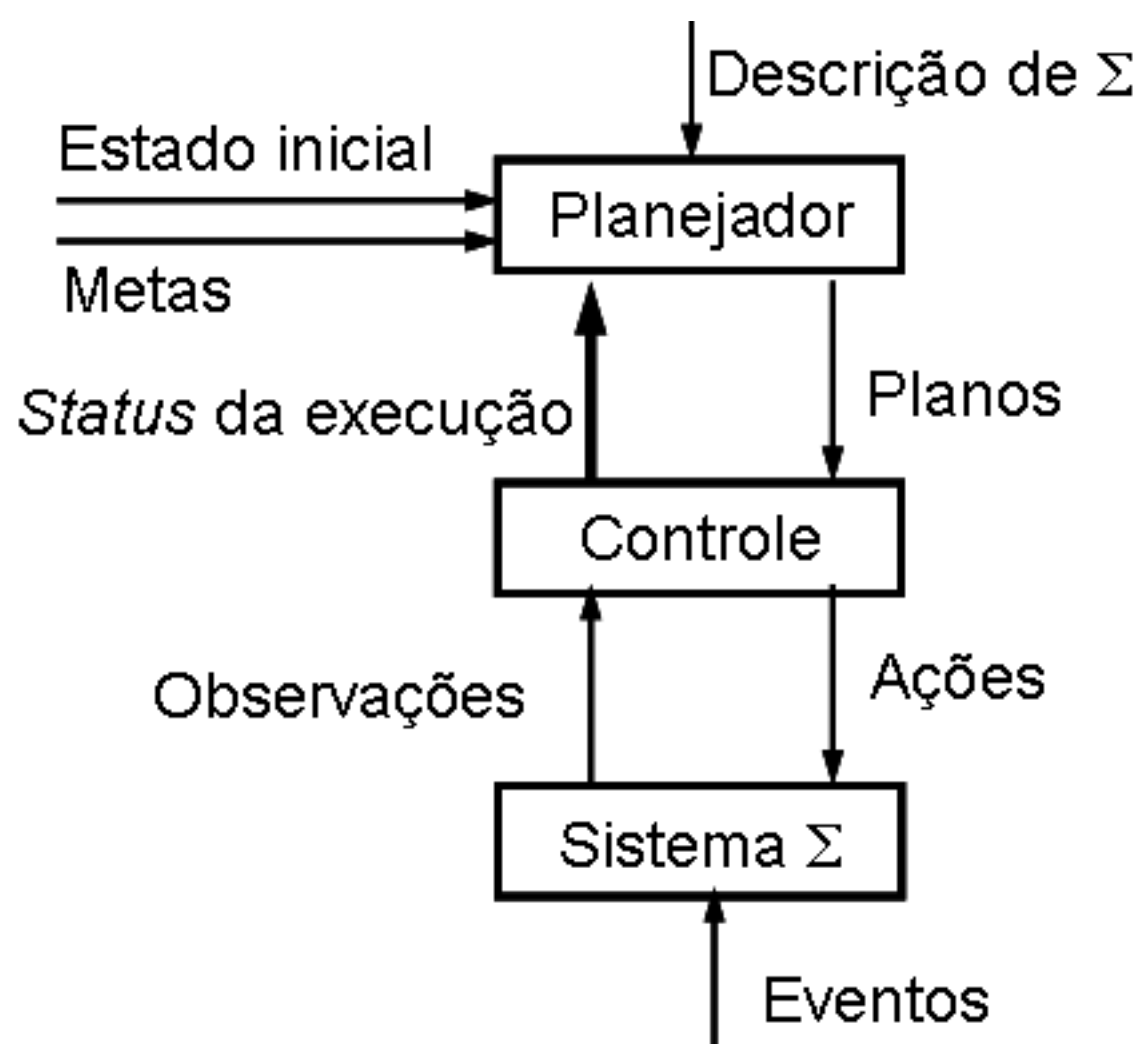 Descrição de Σ
Estado inicial
Planejador
Metas
Status da execução
Planos
Controle
Observações
Ações
Sistema Σ
Eventos